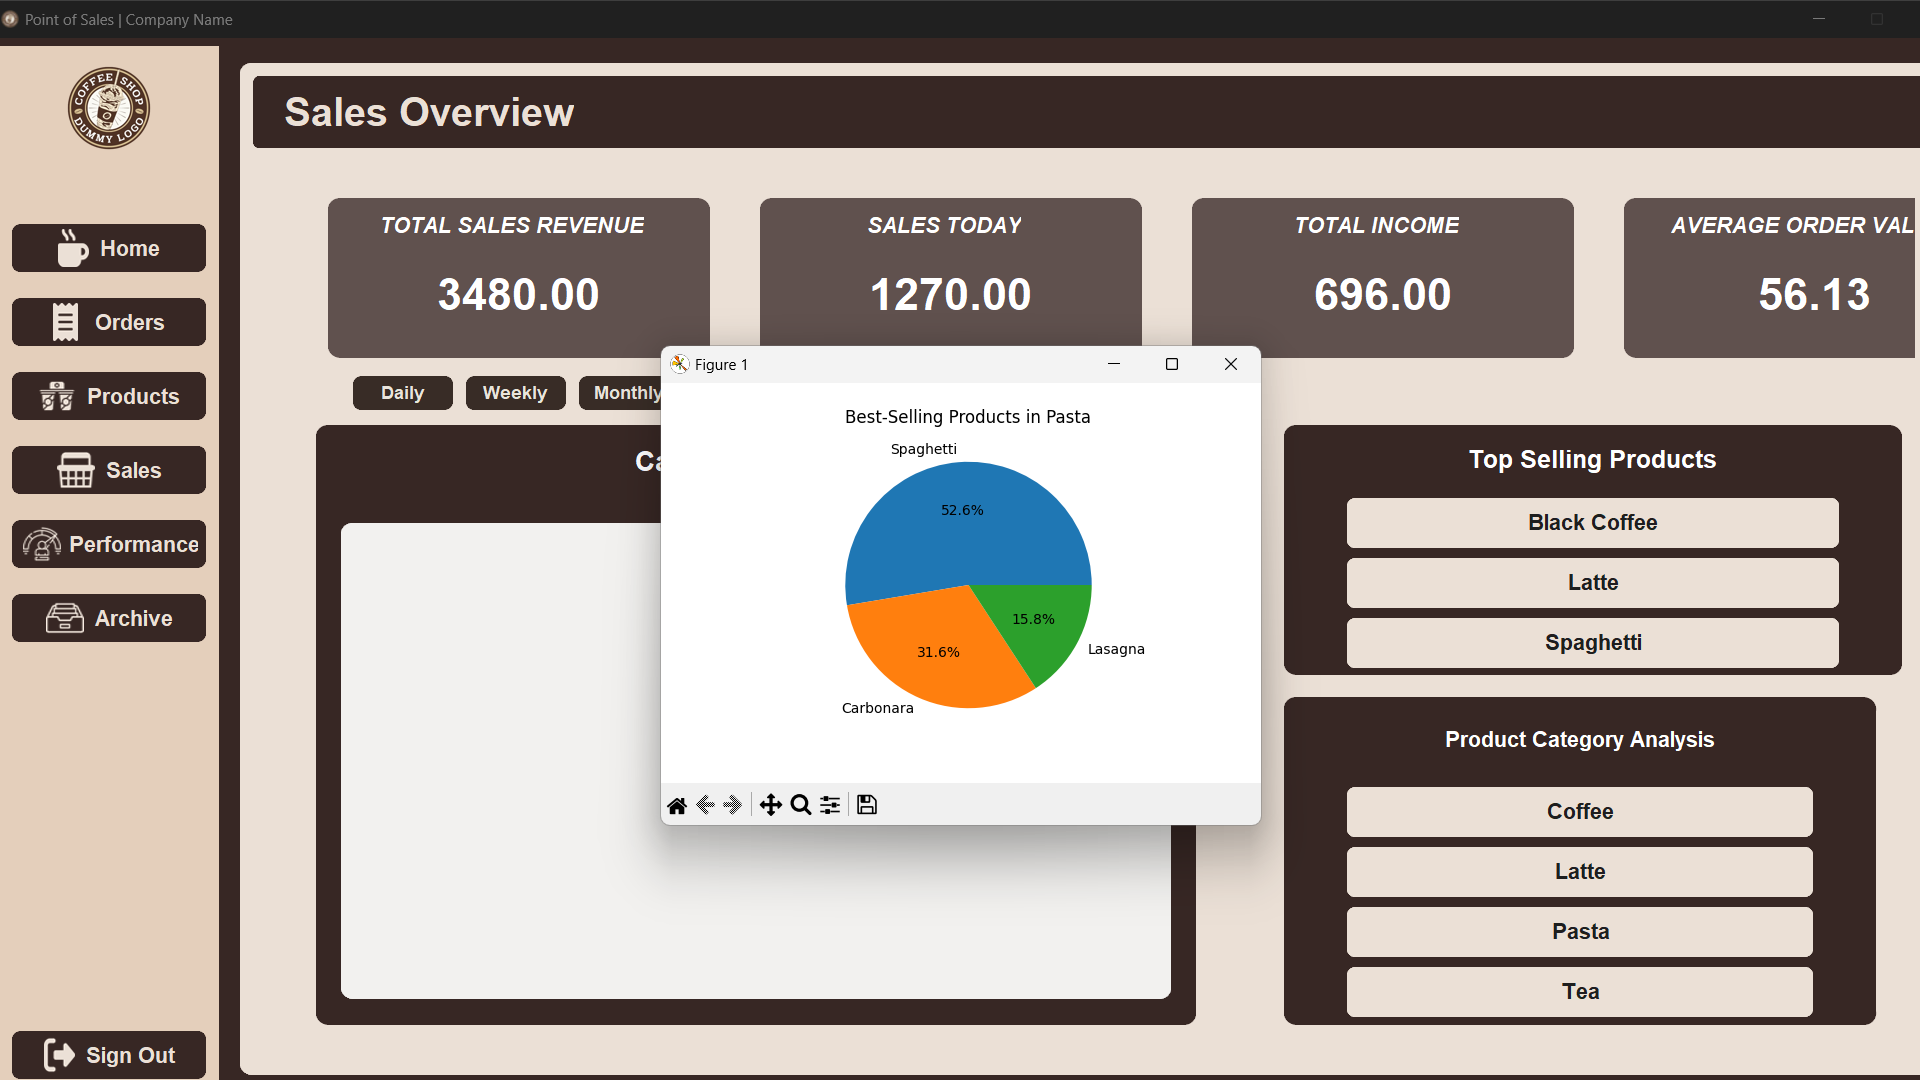 Point of Sales | Company Name
COFFEE SHOP
DUMMY LOGO
Home
Orders
Products
Sales
Performance
Archive
Sign Out
Sales Overview
TOTAL SALES REVENUE
3480.00
SALES TODAY
1270.00
TOTAL INCOME
696.00
AVERAGE ORDER VAL
56.13
Daily
Weekly
Monthly
Ca
Figure 1
Best-Selling Products in Pasta
Spaghetti
52.6%
15.8%
Lasagna
31.6%
Carbonara
Top Selling Products
Black Coffee
Latte
Spaghetti
Product Category Analysis
Coffee
Latte
Pasta
Tea